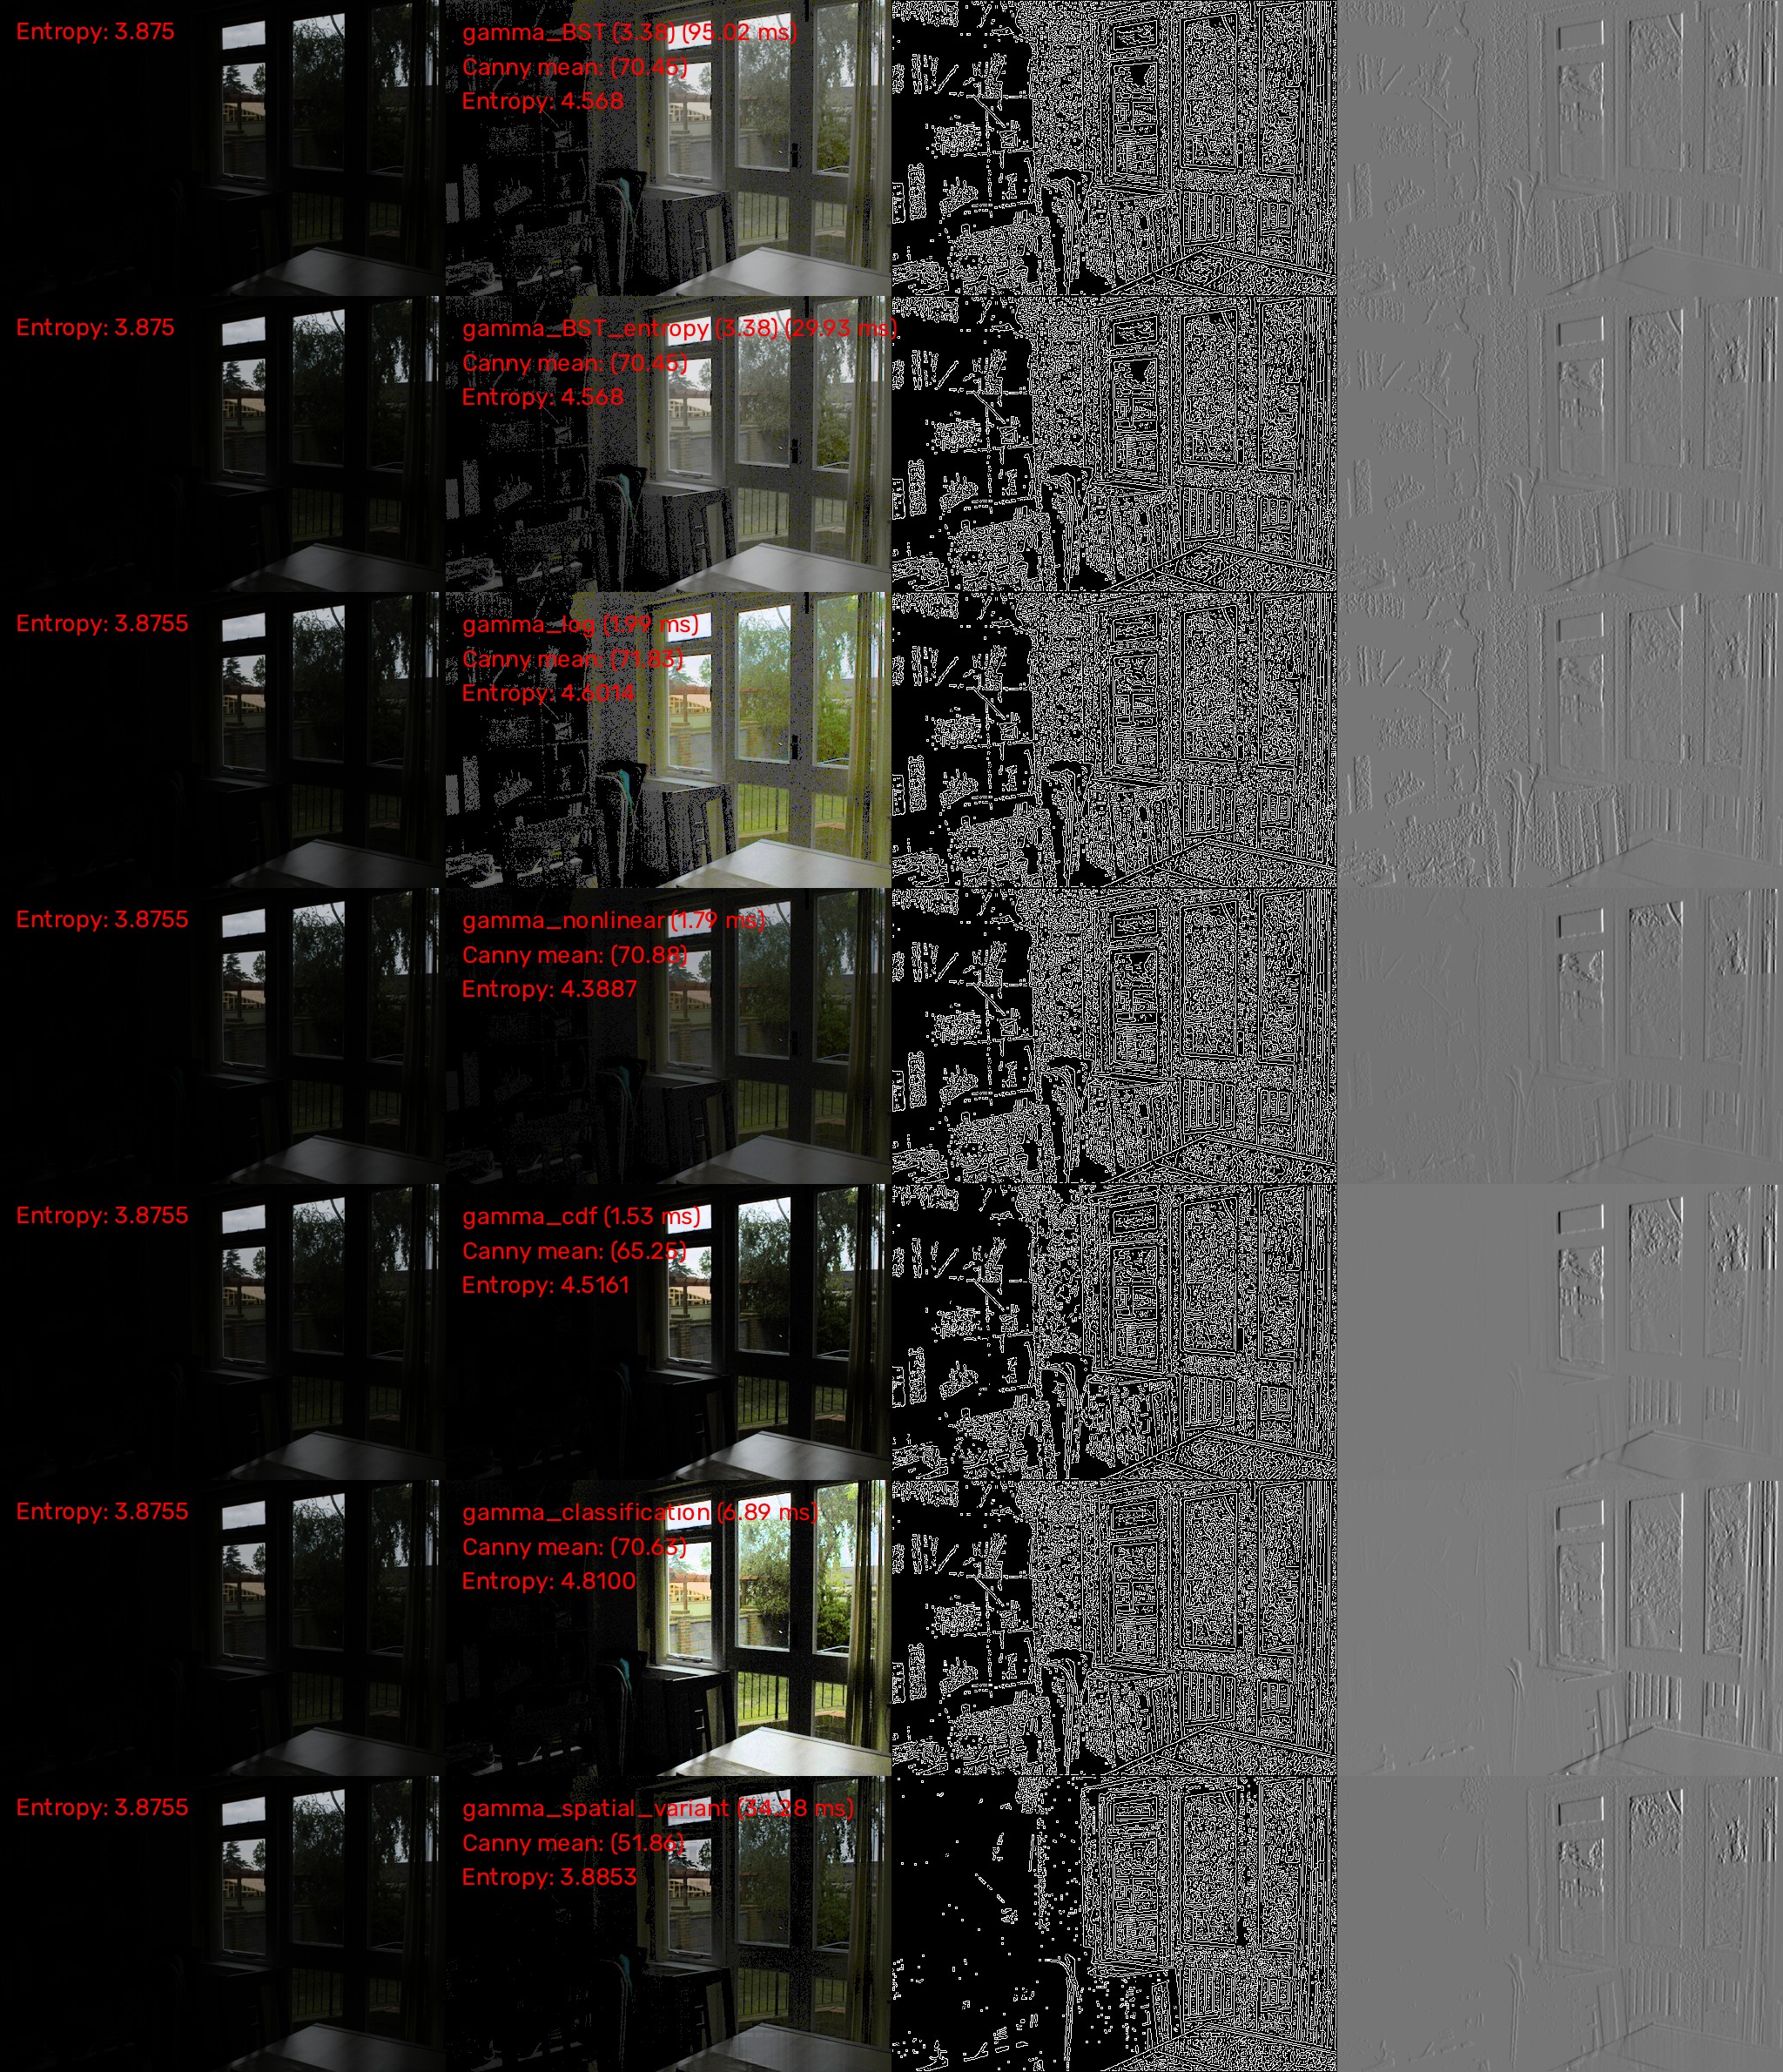 Entropy: 3.875
gamma_BST (3.38) (95.02 ms)
Canny mean: (70.45)
Entropy: 4.568
Entropy: 3.875
gamma_BST_entropy (3.38) (29.93 ms)
Canny mean: (70.45)
Entropy: 4.568
Entropy: 3.8755
gamma_log (1.99 ms)
Canny mean: (71.83)
Entropy: 4.6014
Entropy: 3.8755
gamma_nonlinear (1.79 ms)
Canny mean: (70.88)
Entropy: 4.3887
Entropy: 3.8755
gamma_cdf (1.53 ms)
Canny mean: (65.25)
Entropy: 4.5161
Entropy: 3.8755
gamma_classification (6.89 ms)
Canny mean: (70.63)
Entropy: 4.8100
Entropy: 3.8755
gamma_spatial_variant (34.28 ms)
Canny mean: (51.86)
Entropy: 3.8853